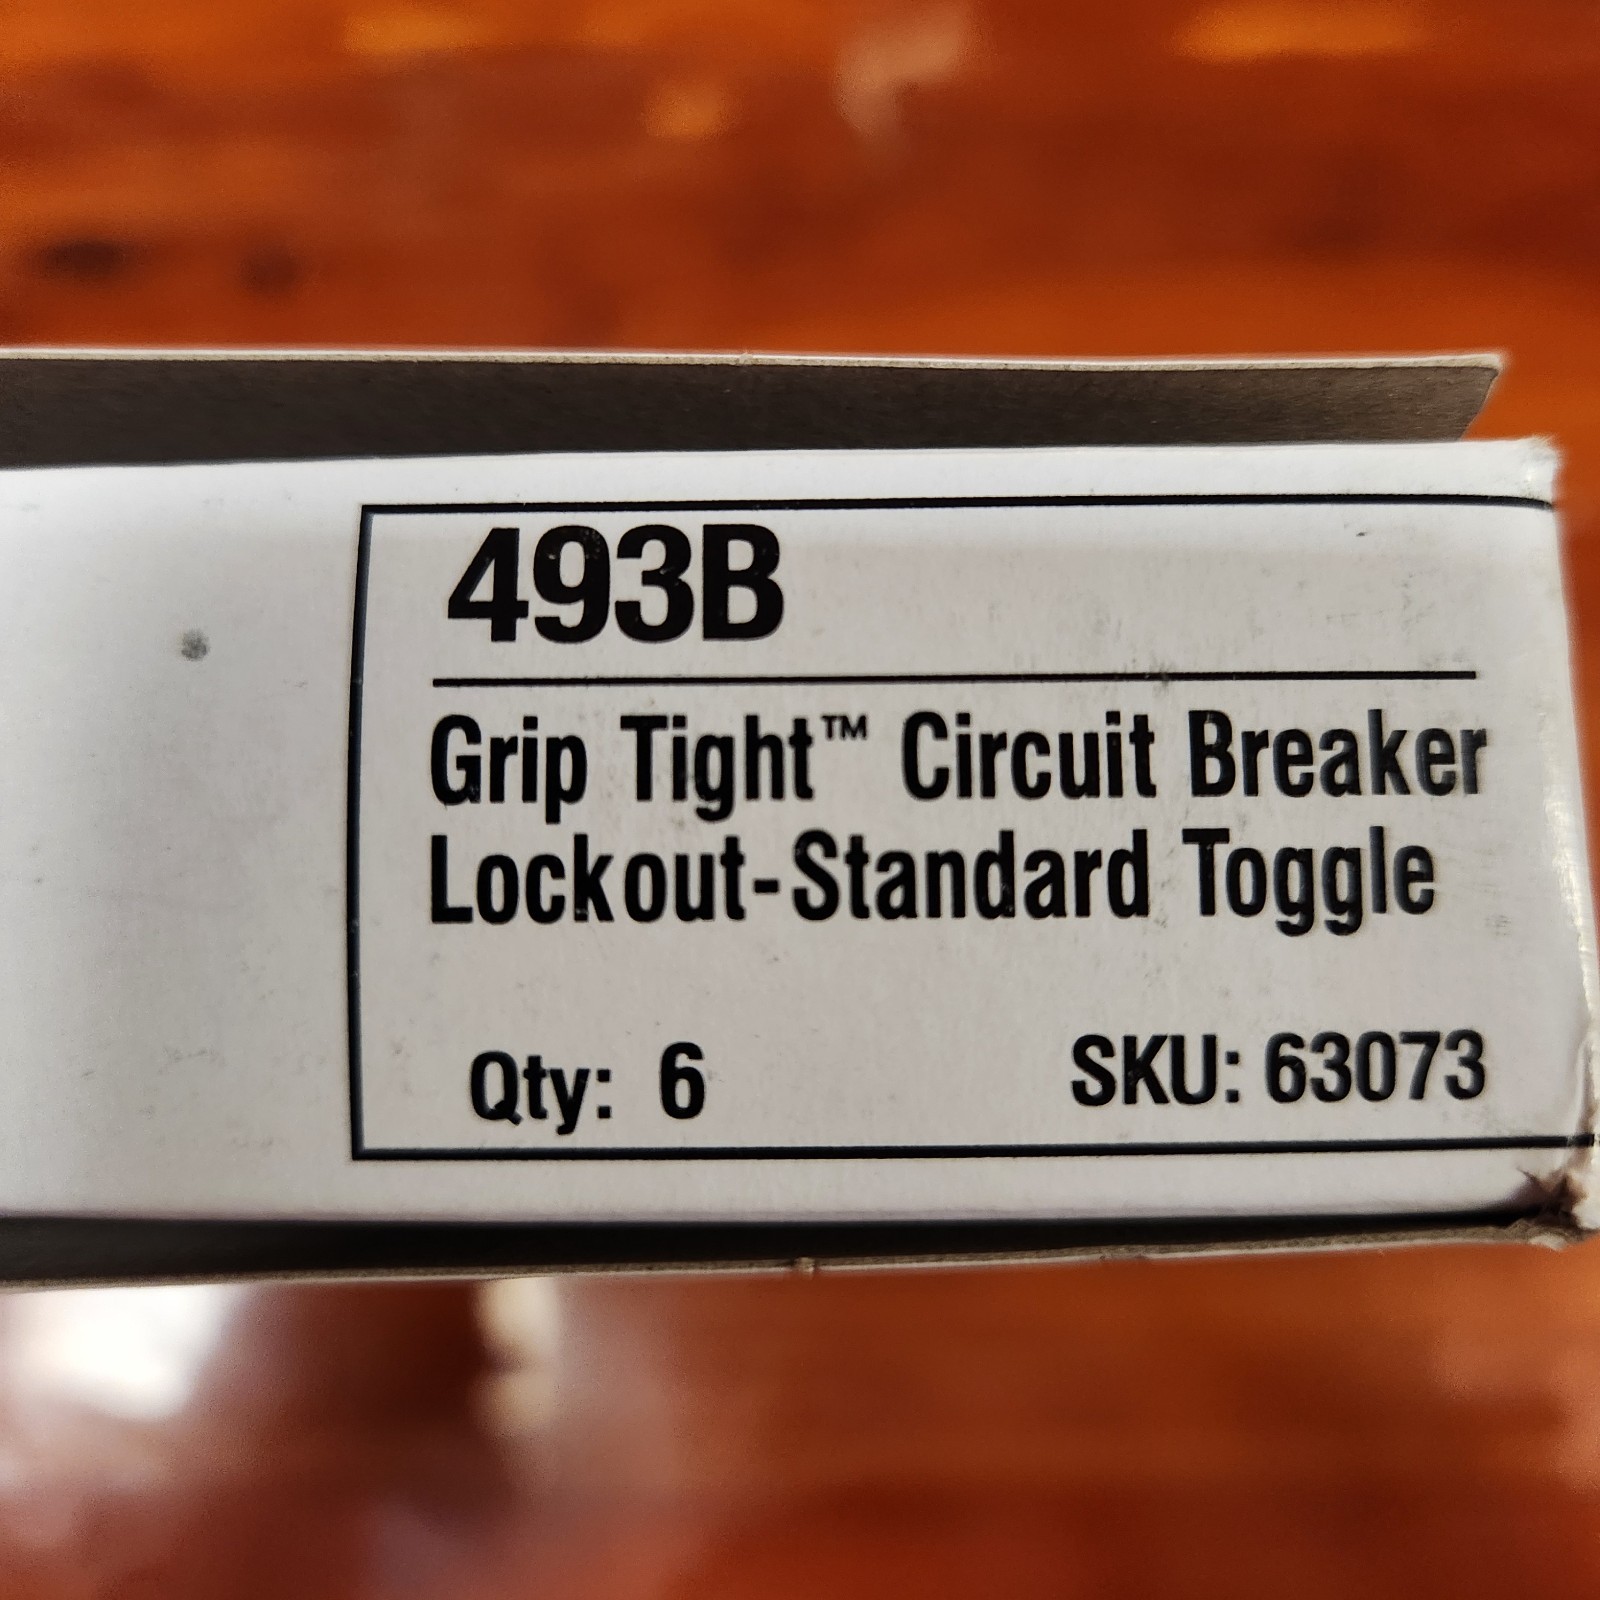 493B
Grip Tight™ Circuit Breaker
Lockout-Standard Toggle
Qty: 6 SKU: 63073